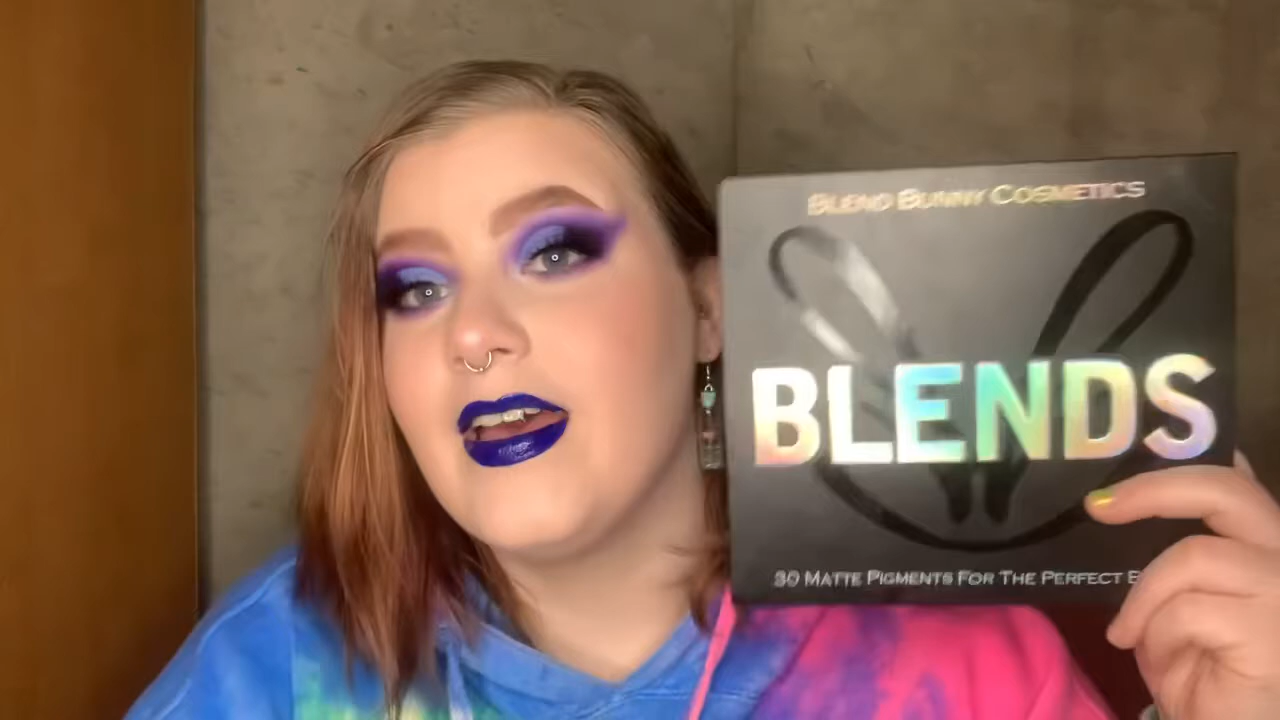 BLEND BUNNY COSMETICS
BLENDS
30 MATTE PIGMENTS FOR THE PERFECT